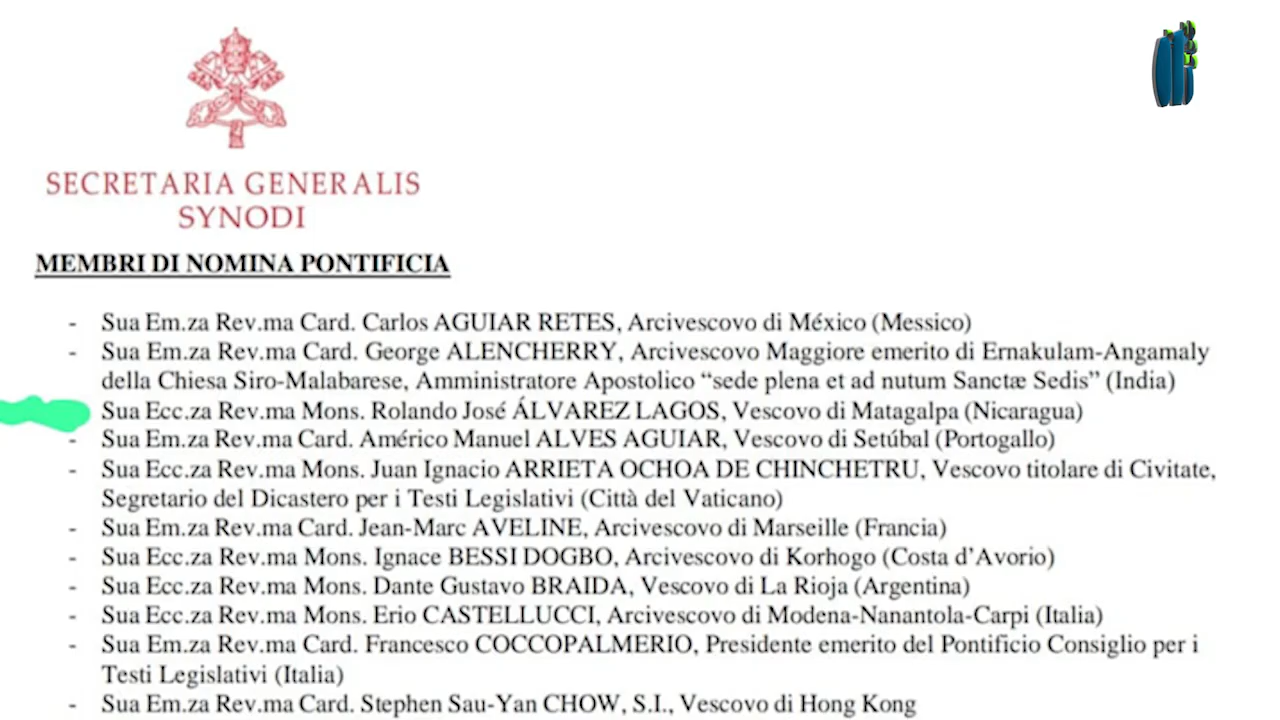 SECRETARIA GENERALIS
SYNODI
MEMBRI DI NOMINA PONTIFICIA
- Sua Em.za Rev.ma Card. Carlos AGUIAR RETES, Arcivescovo di México (Messico)
- Sua Em.za Rev.ma Card. George ALENCHERRY, Arcivescovo Maggiore emerito di Ernakulam-Angamaly
della Chiesa Siro-Malabarese, Amministratore Apostolico “sede plena et ad nutum Sanctæ Sedis” (India)
Sua Ecc.za Rev.ma Mons. Rolando José ÁLVAREZ LAGOS, Vescovo di Matagalpa (Nicaragua)
- Sua Em.za Rev.ma Card. Américo Manuel ALVES AGUIAR, Vescovo di Setúbal (Portogallo)
- Sua Ecc.za Rev.ma Mons. Juan Ignacio ARRIETA OCHOA DE CHINCHETRU, Vescovo titolare di Civitate,
Segretario del Dicastero per i Testi Legislativi (Città del Vaticano)
- Sua Em.za Rev.ma Card. Jean-Marc AVELINE, Arcivescovo di Marseille (Francia)
- Sua Ecc.za Rev.ma Mons. Ignace BESSI DOGBO, Arcivescovo di Korhogo (Costa d’Avorio)
- Sua Ecc.za Rev.ma Mons. Dante Gustavo BRAIDA, Vescovo di La Rioja (Argentina)
- Sua Ecc.za Rev.ma Mons. Erio CASTELLUCCI, Arcivescovo di Modena-Nanantola-Carpi (Italia)
- Sua Em.za Rev.ma Card. Francesco COCCOPALMERIO, Presidente emerito del Pontificio Consiglio per i
Testi Legislativi (Italia)
- Sua Em.za Rev.ma Card. Stephen Sau-Yan CHOW, S.I., Vescovo di Hong Kong